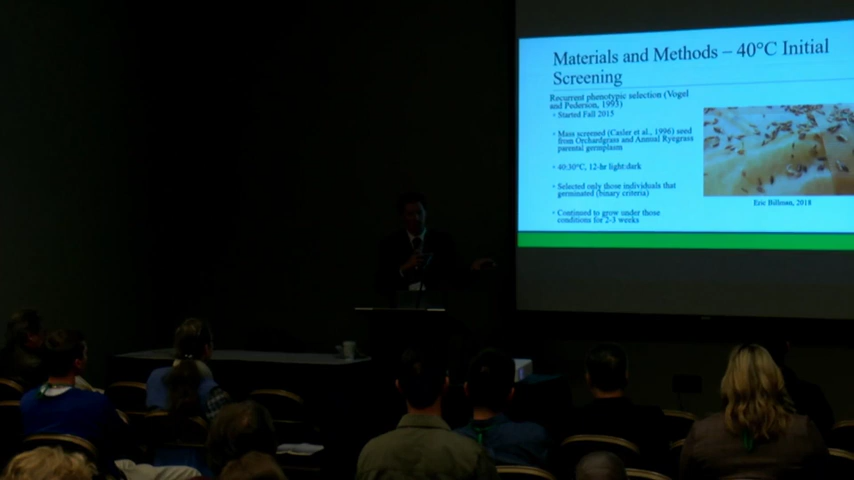 Materials and Methods – 40°C Initial
Screening
Recurrent phenotypic selection (Vogel
and Pederson, 1993)
• Started Fall 2015
• Mass screened (Casler et al., 1996) seed
from Orchardgrass and Annual Ryegrass
parental germplasm
• 40:30°C, 12-hr light:dark
• Selected only those individuals that
germinated (binary criteria)
• Continued to grow under those
conditions for 2-3 weeks
Eric Billman, 2018